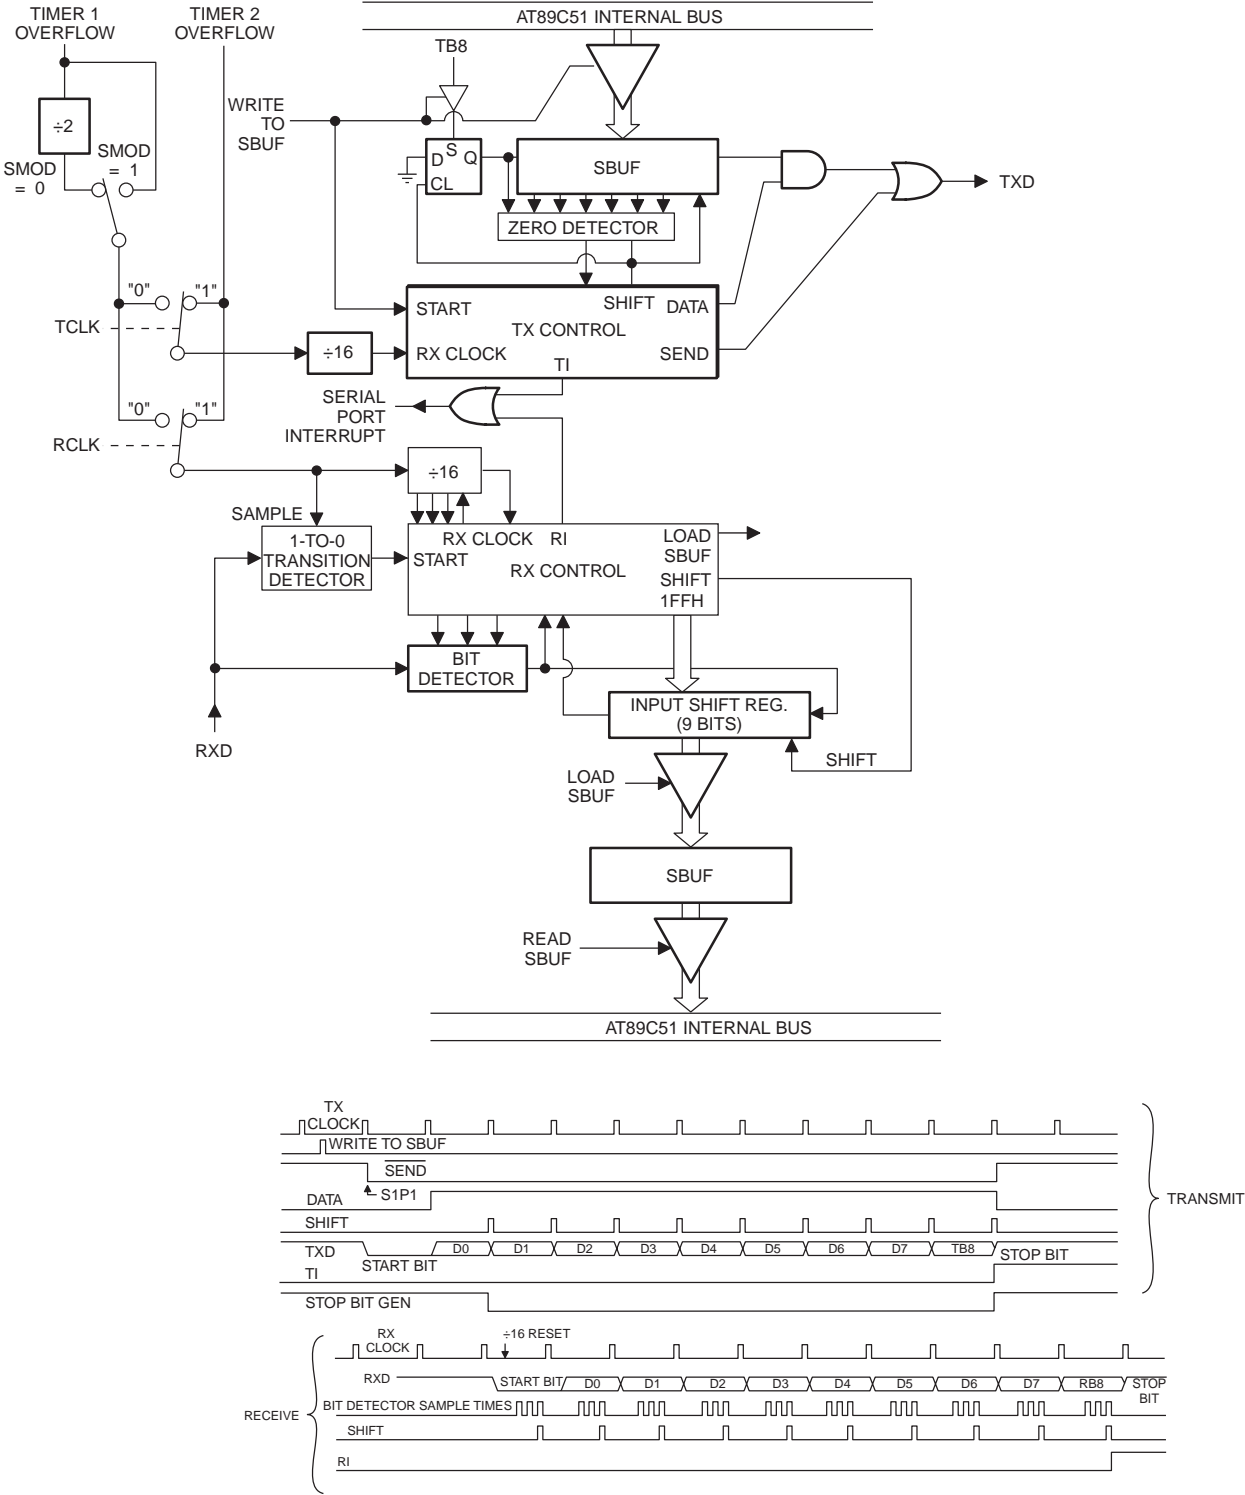 TIMER 1
OVERFLOW
TIMER 2
OVERFLOW
AT89C51 INTERNAL BUS
TB8
WRITE
TO
SBUF
÷2
SMOD
= 0
SMOD
= 1
D
S
Q
CL
SBUF
TXD
ZERO DETECTOR
"0"
"1"
TCLK
START
SHIFT
DATA
TX CONTROL
÷16
RX CLOCK
SEND
TI
SERIAL
PORT
INTERRUPT
"0"
"1"
RCLK
÷16
SAMPLE
1-TO-0
TRANSITION
DETECTOR
RX CLOCK
RI
LOAD
SBUF
START
RX CONTROL
SHIFT
1FFH
BIT
DETECTOR
RXD
INPUT SHIFT REG.
(9 BITS)
SHIFT
LOAD
SBUF
SBUF
READ
SBUF
AT89C51 INTERNAL BUS
TX
CLOCK
WRITE TO SBUF
SEND
S1P1
DATA
SHIFT
TXD
START BIT
D0
D1
D2
D3
D4
D5
D6
D7
TB8
STOP BIT
TI
STOP BIT GEN
TRANSMIT
RX
CLOCK
÷16 RESET
RXD
START BIT
D0
D1
D2
D3
D4
D5
D6
D7
RB8
STOP
BIT
BIT DETECTOR SAMPLE TIMES
SHIFT
RI
RECEIVE